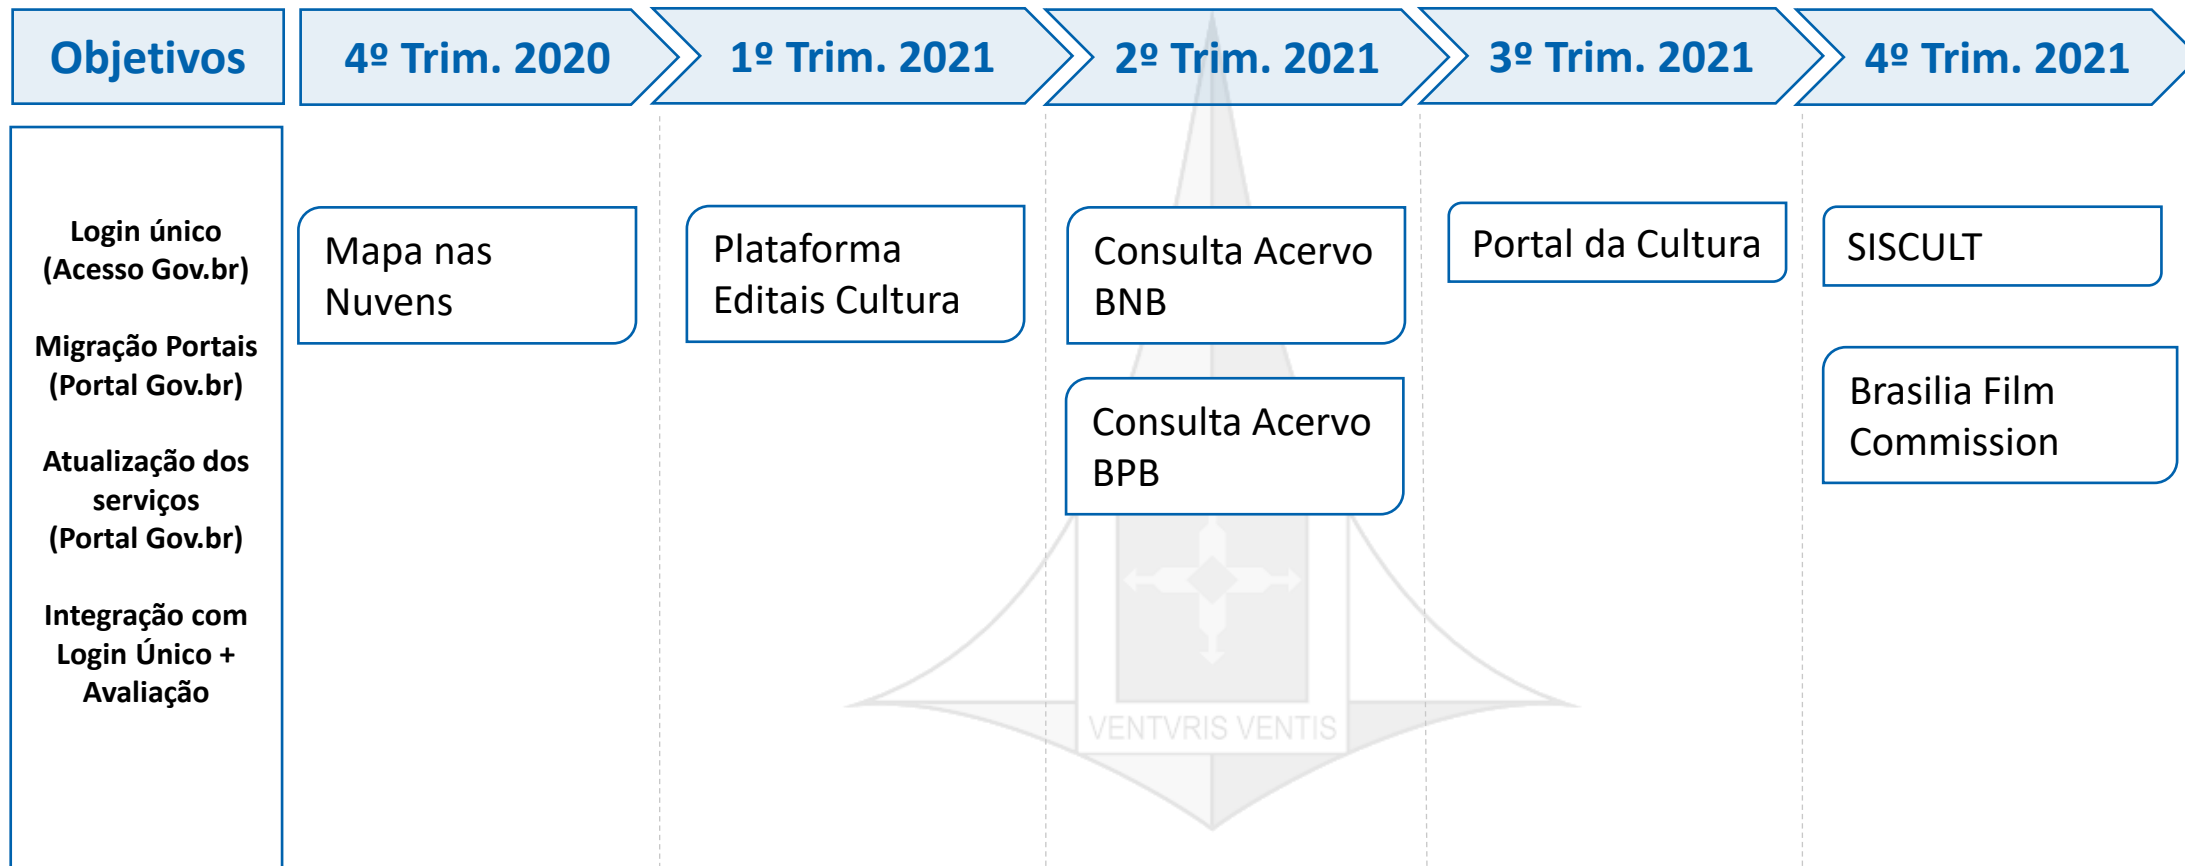 Objetivos
4º Trim. 2020
1º Trim. 2021
2º Trim. 2021
3º Trim. 2021
4º Trim. 2021
Login único
(Acesso Gov.br)
Migração Portais
(Portal Gov.br)
Atualização dos
serviços
(Portal Gov.br)
Integração com
Login Único +
Avaliação
Mapa nas
Nuvens
Plataforma
Editais Cultura
Consulta Acervo
BNB
Consulta Acervo
BPB
Portal da Cultura
SISCULT
Brasilia Film
Commission
VENTVRIS VENTIS